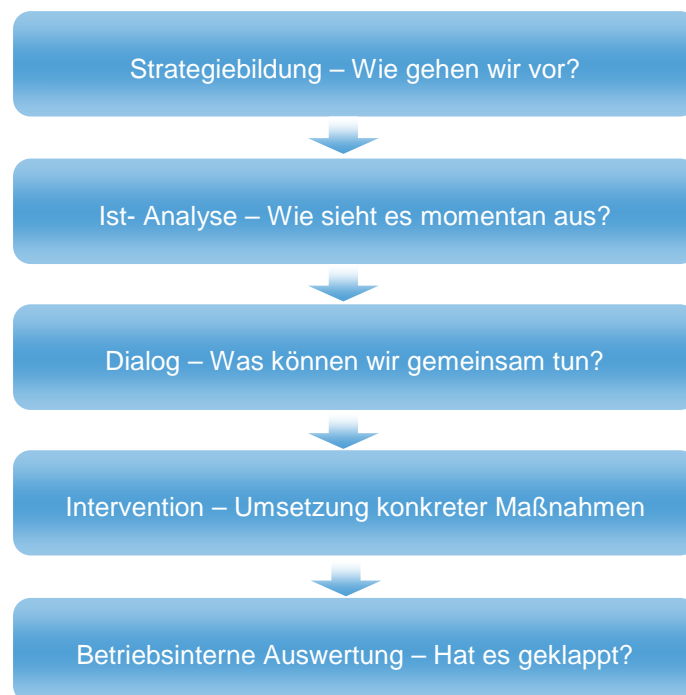 Strategiebildung – Wie gehen wir vor?
Ist- Analyse – Wie sieht es momentan aus?
Dialog – Was können wir gemeinsam tun?
Intervention – Umsetzung konkreter Maßnahmen
Betriebsinterne Auswertung – Hat es geklappt?